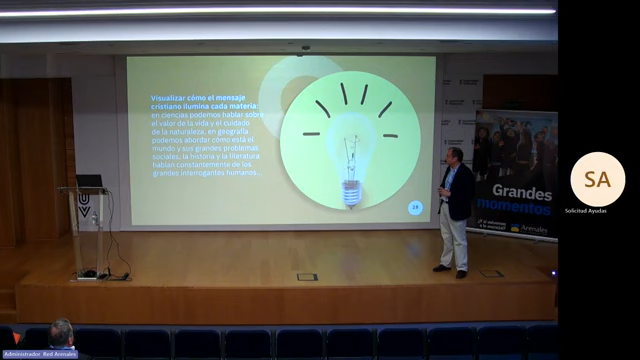 Visualizar cómo el mensaje
cristiano ilumina cada materia:
en ciencias podemos hablar sobre
el valor de la vida y el cuidado
de la naturaleza, en geografía
podemos abordar cómo está el
mundo y sus grandes problemas
sociales, la historia y la literatura
hablan constantemente de los
grandes interrogantes humanos...
28
Grandes
momentos
Arenales
UV
SA
Solicitud Ayudas
Administrador Red Arenales